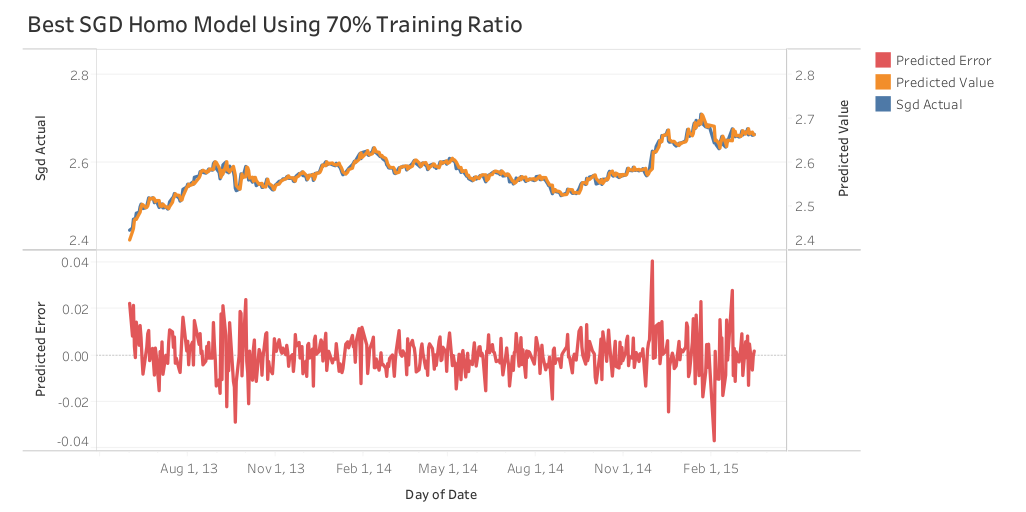 Best SGD Homo Model Using 70% Training Ratio
Predicted Error
Predicted Value
Sgd Actual
Sgd Actual
2.8
2.6
2.4
2.8
2.7
2.6
2.5
2.4
Predicted Value
Predicted Error
0.04
0.02
0.00
-0.02
-0.04
Aug 1, 13
Nov 1, 13
Feb 1, 14
May 1, 14
Aug 1, 14
Nov 1, 14
Feb 1, 15
Day of Date